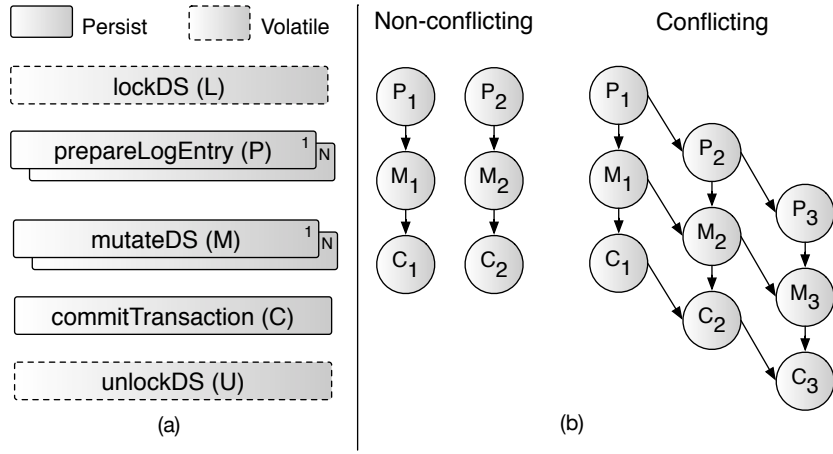 Persist
Volatile
lockDS (L)
prepareLogEntry (P) 1 N
mutateDS (M) 1 N
commitTransaction (C)
unlockDS (U)
(a)
Non-conflicting
Conflicting
P1 P2
M1 M2
C1 C2
P1
P2
M1
P3
M2
C1
M3
C2
C3
(b)